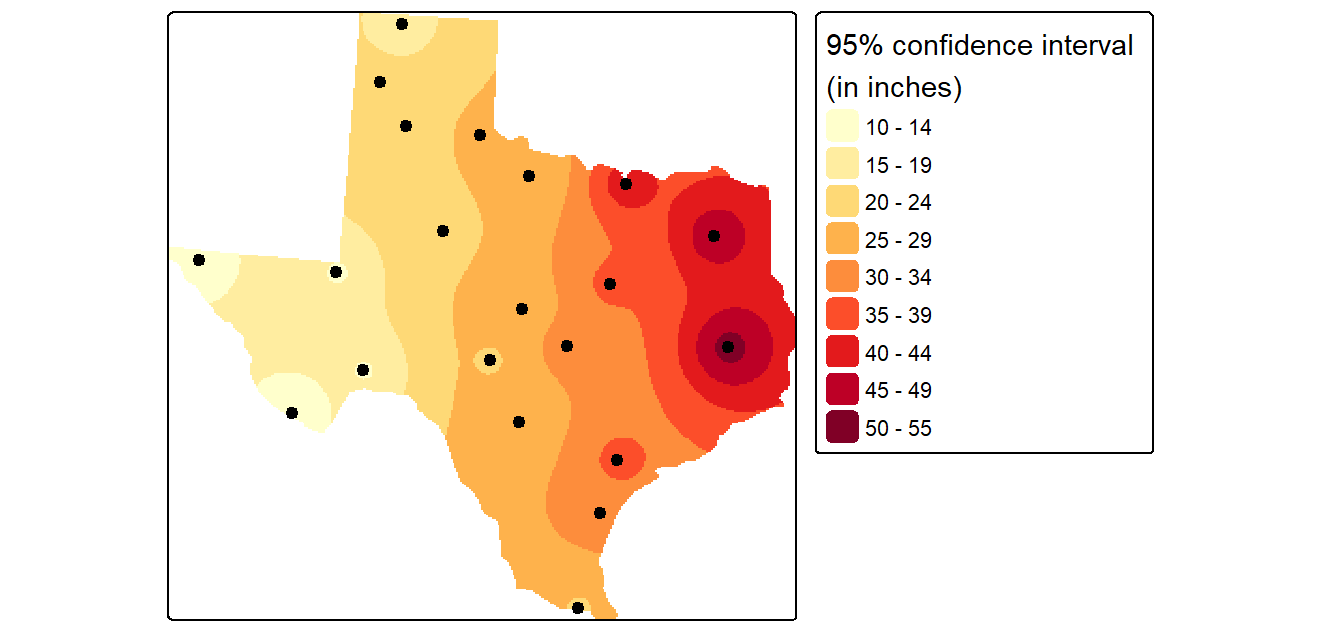 95% confidence interval
(in inches)
10 - 14
15 - 19
20 - 24
25 - 29
30 - 34
35 - 39
40 - 44
45 - 49
50 - 55